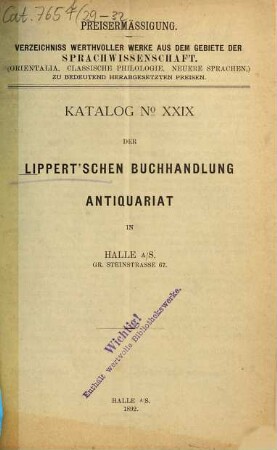 Cat. 7654 (29-32
PREISERMÄSSIGUNG.
VERZEICHNISS WERTHVOLLER WERKE AUS DEM GEBIETE DER
SPRACHWISSENSCHAFT.
(ORIENTALIA, CLASSISCHE PHILOLOGIE, NEUERE SPRACHEN.)
ZU BEDEUTEND HERABGESETZTEN PREISEN.
KATALOG No XXIX
DER
LIPPERT'SCHEN BUCHHANDLUNG
ANTIQUARIAT
IN
HALLE A/S.
GR. STEINSTRASSE 67.
Wichtig!
Enthält wertvolle Bibliothekswerke.
HALLE A/S.
1892.